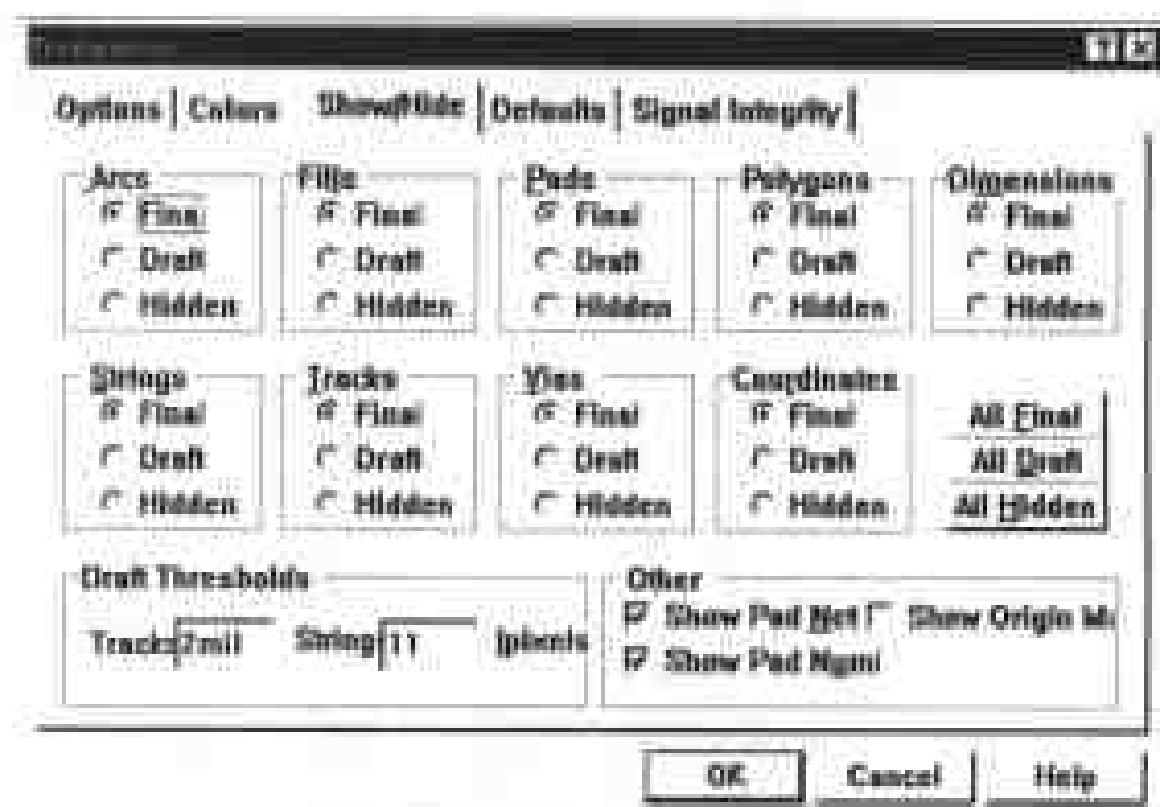 Options Colors Show/Hide Defaults Signal Integrity
Arcs Fills Pads Polygons Dimensions
Final Final Final Final Final
Draft Draft Draft Draft Draft
Hidden Hidden Hidden Hidden Hidden
Strings Tracks Vias Coordinates
Final Final Final Final All Final
Draft Draft Draft Draft All Draft
Hidden Hidden Hidden Hidden All Hidden
Draft Thresholds Other
Tracks 2mil String 11 (pixels Show Pad Net Show Origin Ma
Show Pad
OK Cancel Help